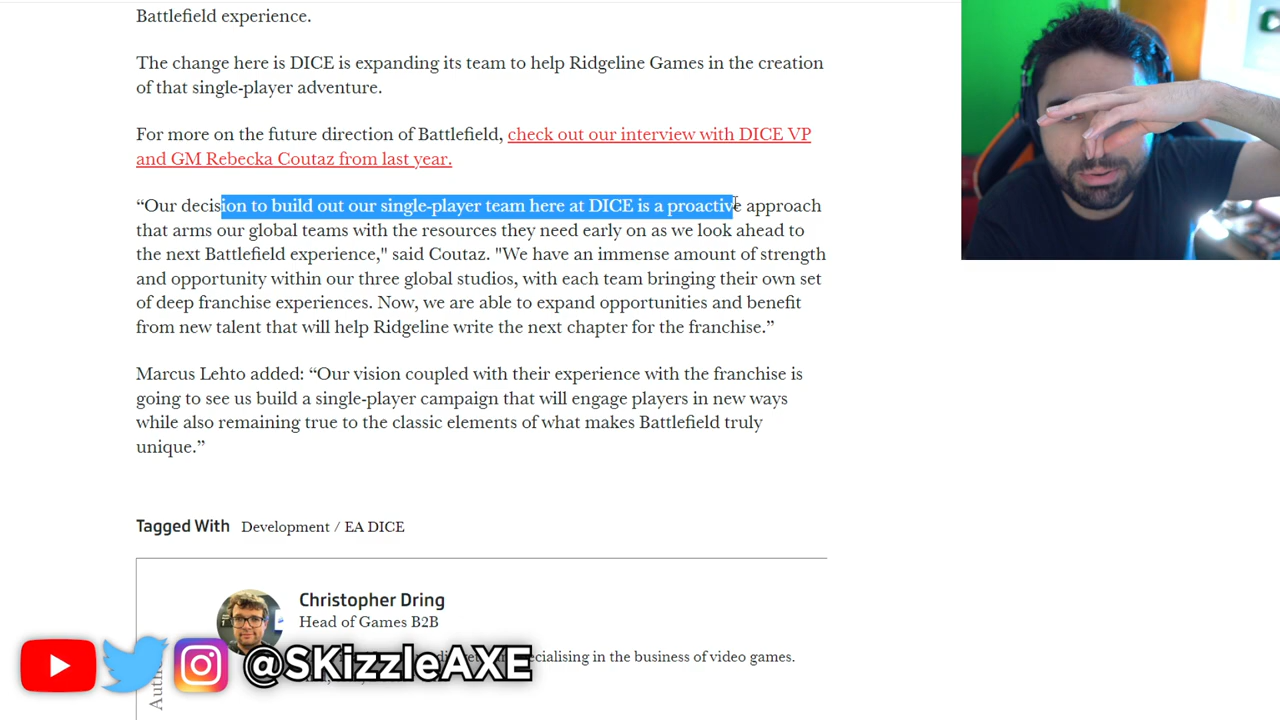 Battlefield experience.
The change here is DICE is expanding its team to help Ridgeline Games in the creation
of that single-player adventure.
For more on the future direction of Battlefield, check out our interview with DICE VP
and GM Rebecka Coutaz from last year.
“Our decision to build out our single-player team here at DICE is a proactive approach
that arms our global teams with the resources they need early on as we look ahead to
the next Battlefield experience," said Coutaz. "We have an immense amount of strength
and opportunity within our three global studios, with each team bringing their own set
of deep franchise experiences. Now, we are able to expand opportunities and benefit
from new talent that will help Ridgeline write the next chapter for the franchise.”
Marcus Lehto added: “Our vision coupled with their experience with the franchise is
going to see us build a single-player campaign that will engage players in new ways
while also remaining true to the classic elements of what makes Battlefield truly
unique.”
Tagged With Development / EA DICE
Christopher Dring
Head of Games B2B
specialising in the business of video games.
@SKizzleAXE